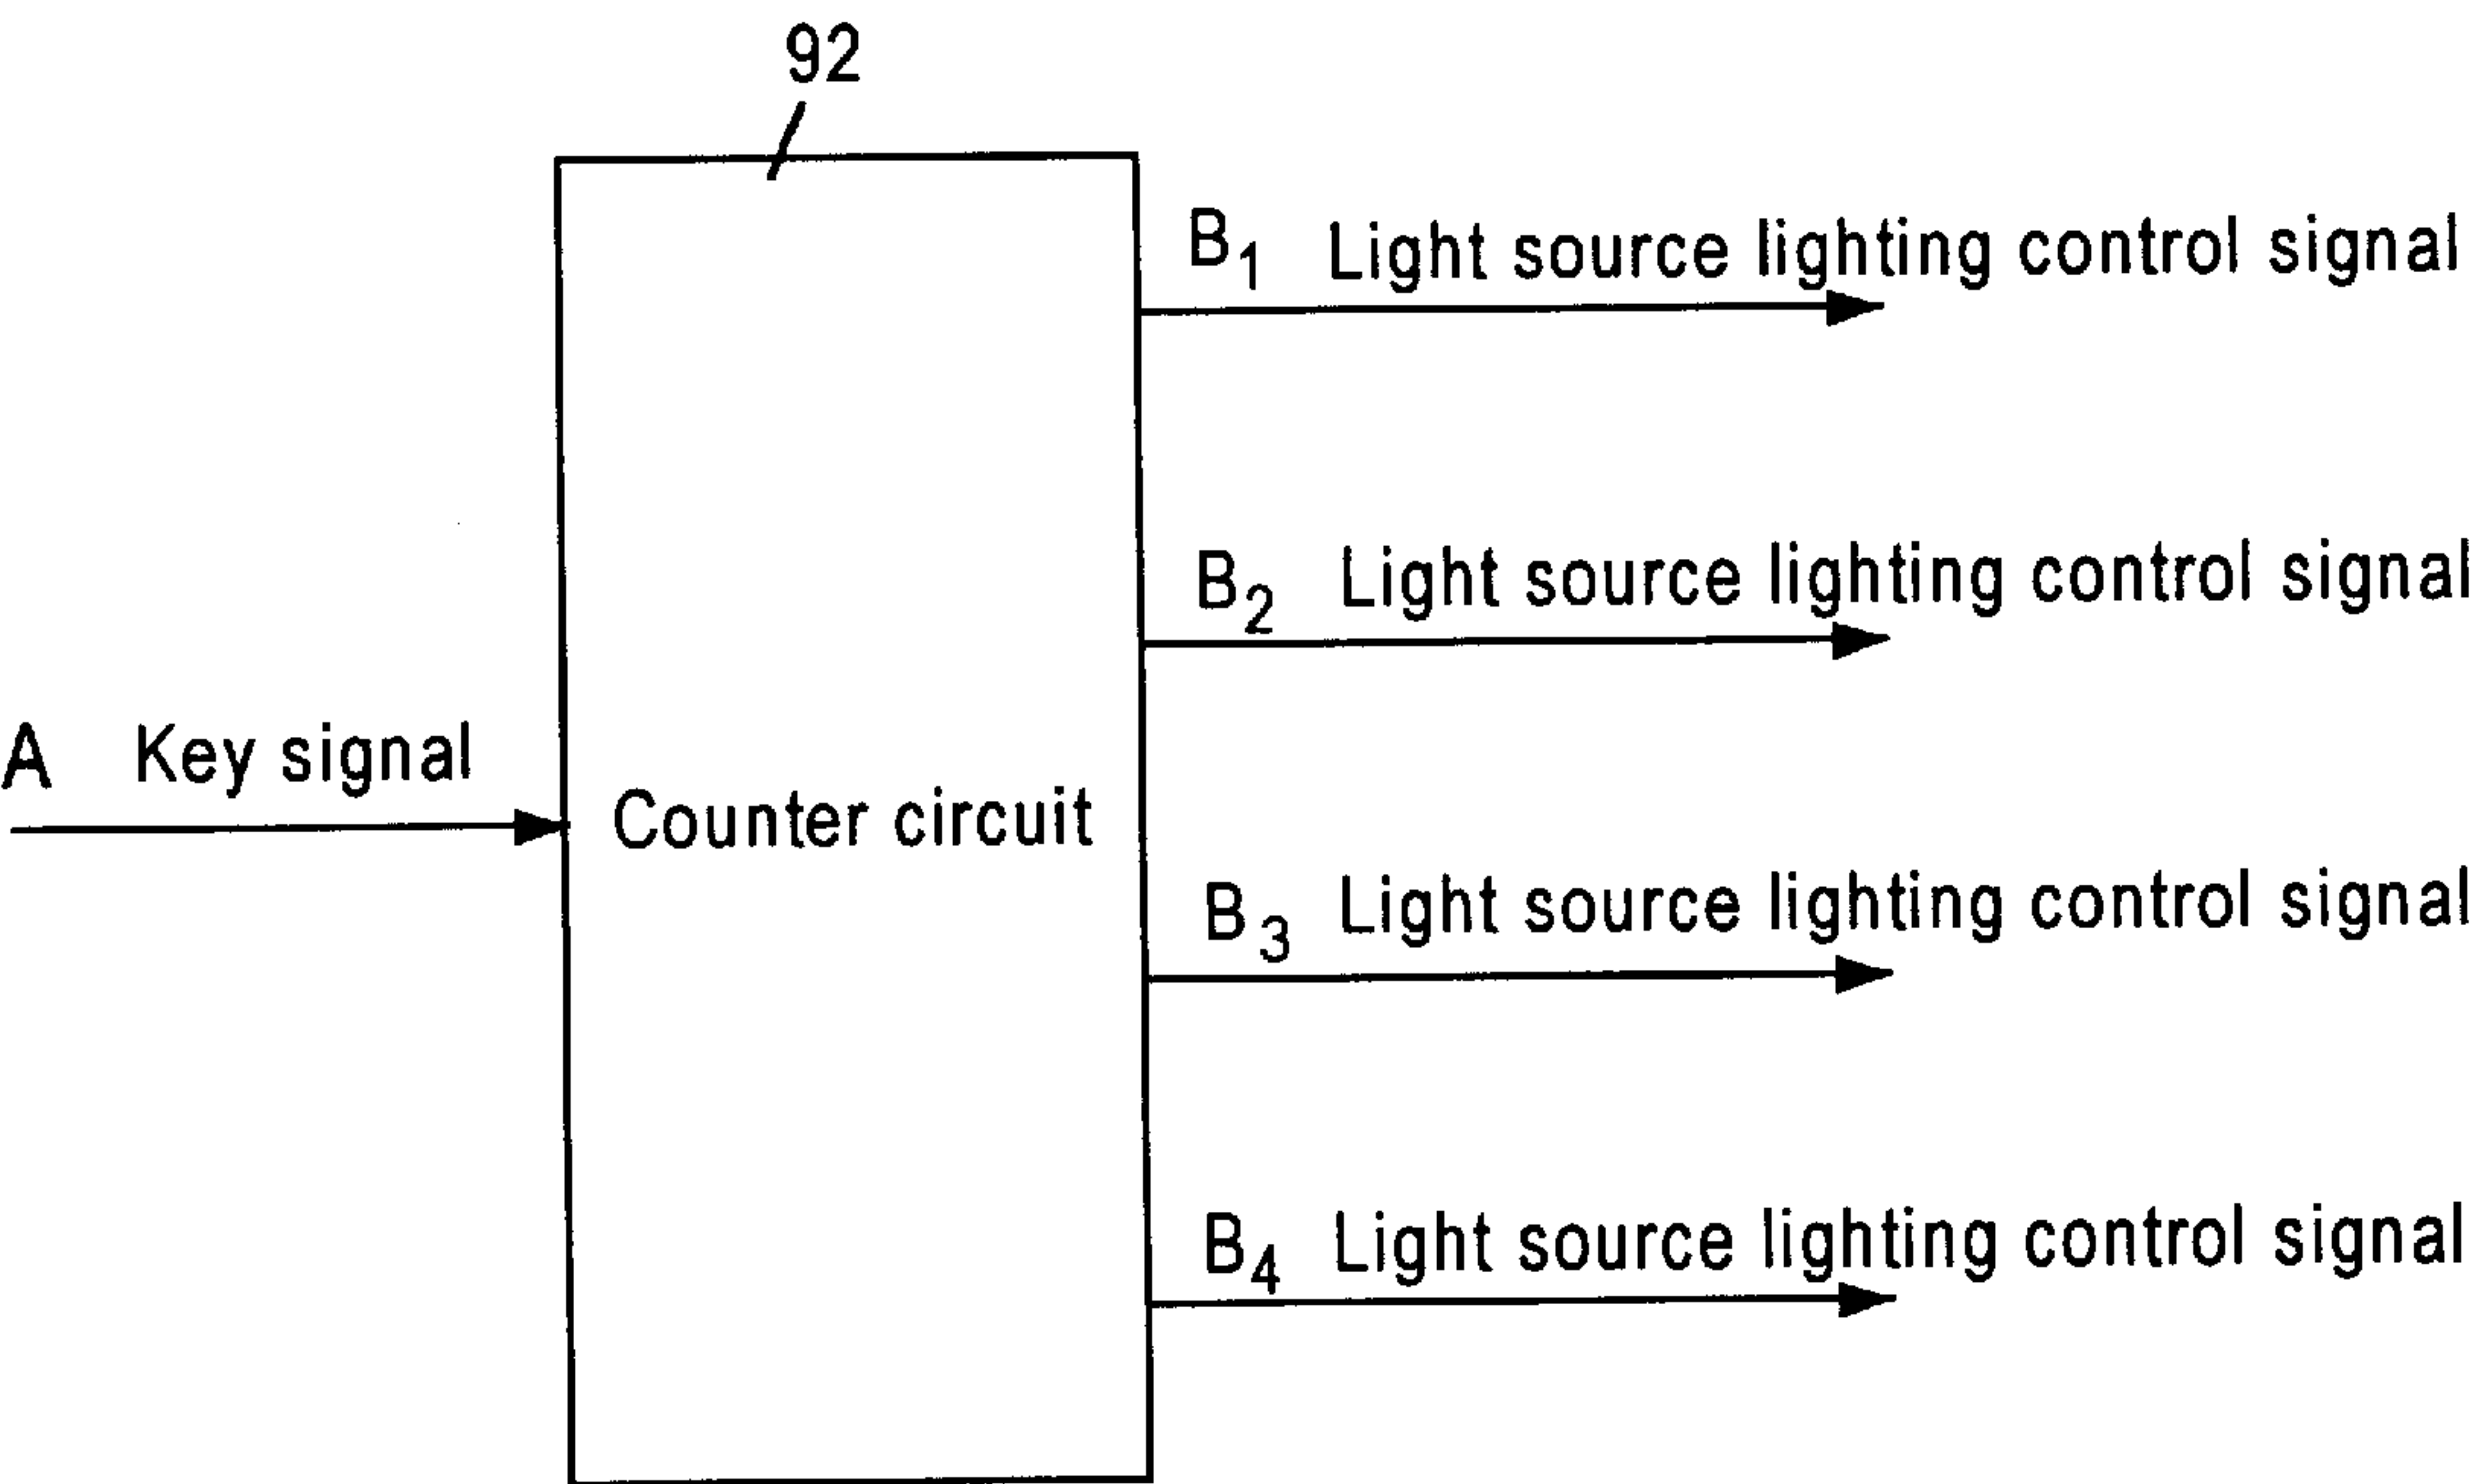 92
B1 Light source lighting control signal
B2 Light source lighting control signal
A Key signal
Counter circuit
B3 Light source lighting control signal
B4 Light source lighting control signal